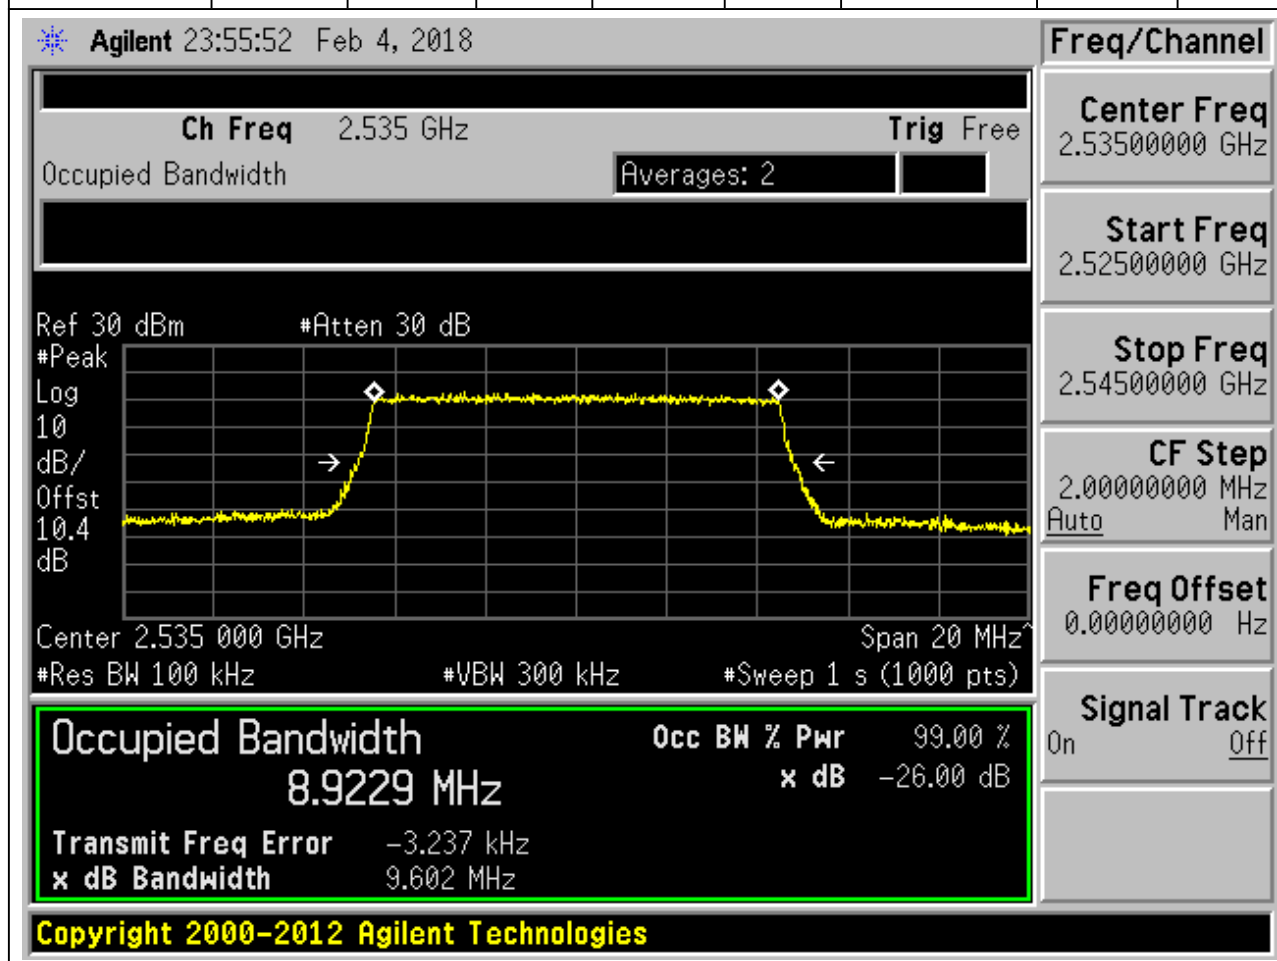 Agilent 23:55:52 Feb 4, 2018
Freq/Channel
Ch Freq 2.535 GHz
Trig Free
Occupied Bandwidth
Averages: 2
Ref 30 dBm
#Atten 30 dB
#Peak
Log
10
dB/
Offst
10.4
dB
Center 2.535 000 GHz
Span 20 MHz^
#Res BW 100 kHz
#VBW 300 kHz
#Sweep 1 s (1000 pts)
Occupied Bandwidth
8.9229 MHz
Occ BW % Pwr 99.00 %
x dB -26.00 dB
Transmit Freq Error -3.237 kHz
x dB Bandwidth 9.602 MHz
Center Freq
2.53500000 GHz
Start Freq
2.52500000 GHz
Stop Freq
2.54500000 GHz
CF Step
2.00000000 MHz
Auto Man
Freq Offset
0.00000000 Hz
Signal Track
On Off
Copyright 2000-2012 Agilent Technologies